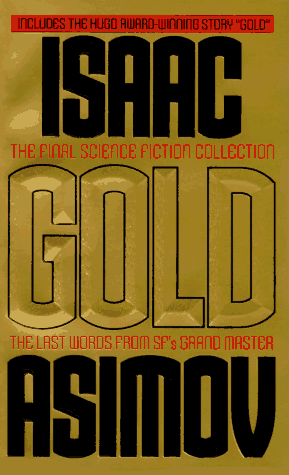 INCLUDES THE HUGO AWARD-WINNING STORY "GOLD"
ISAAC
THE FINAL SCIENCE FICTION COLLECTION
GOLD
THE LAST WORDS FROM SF's GRAND MASTER
ASIMOV